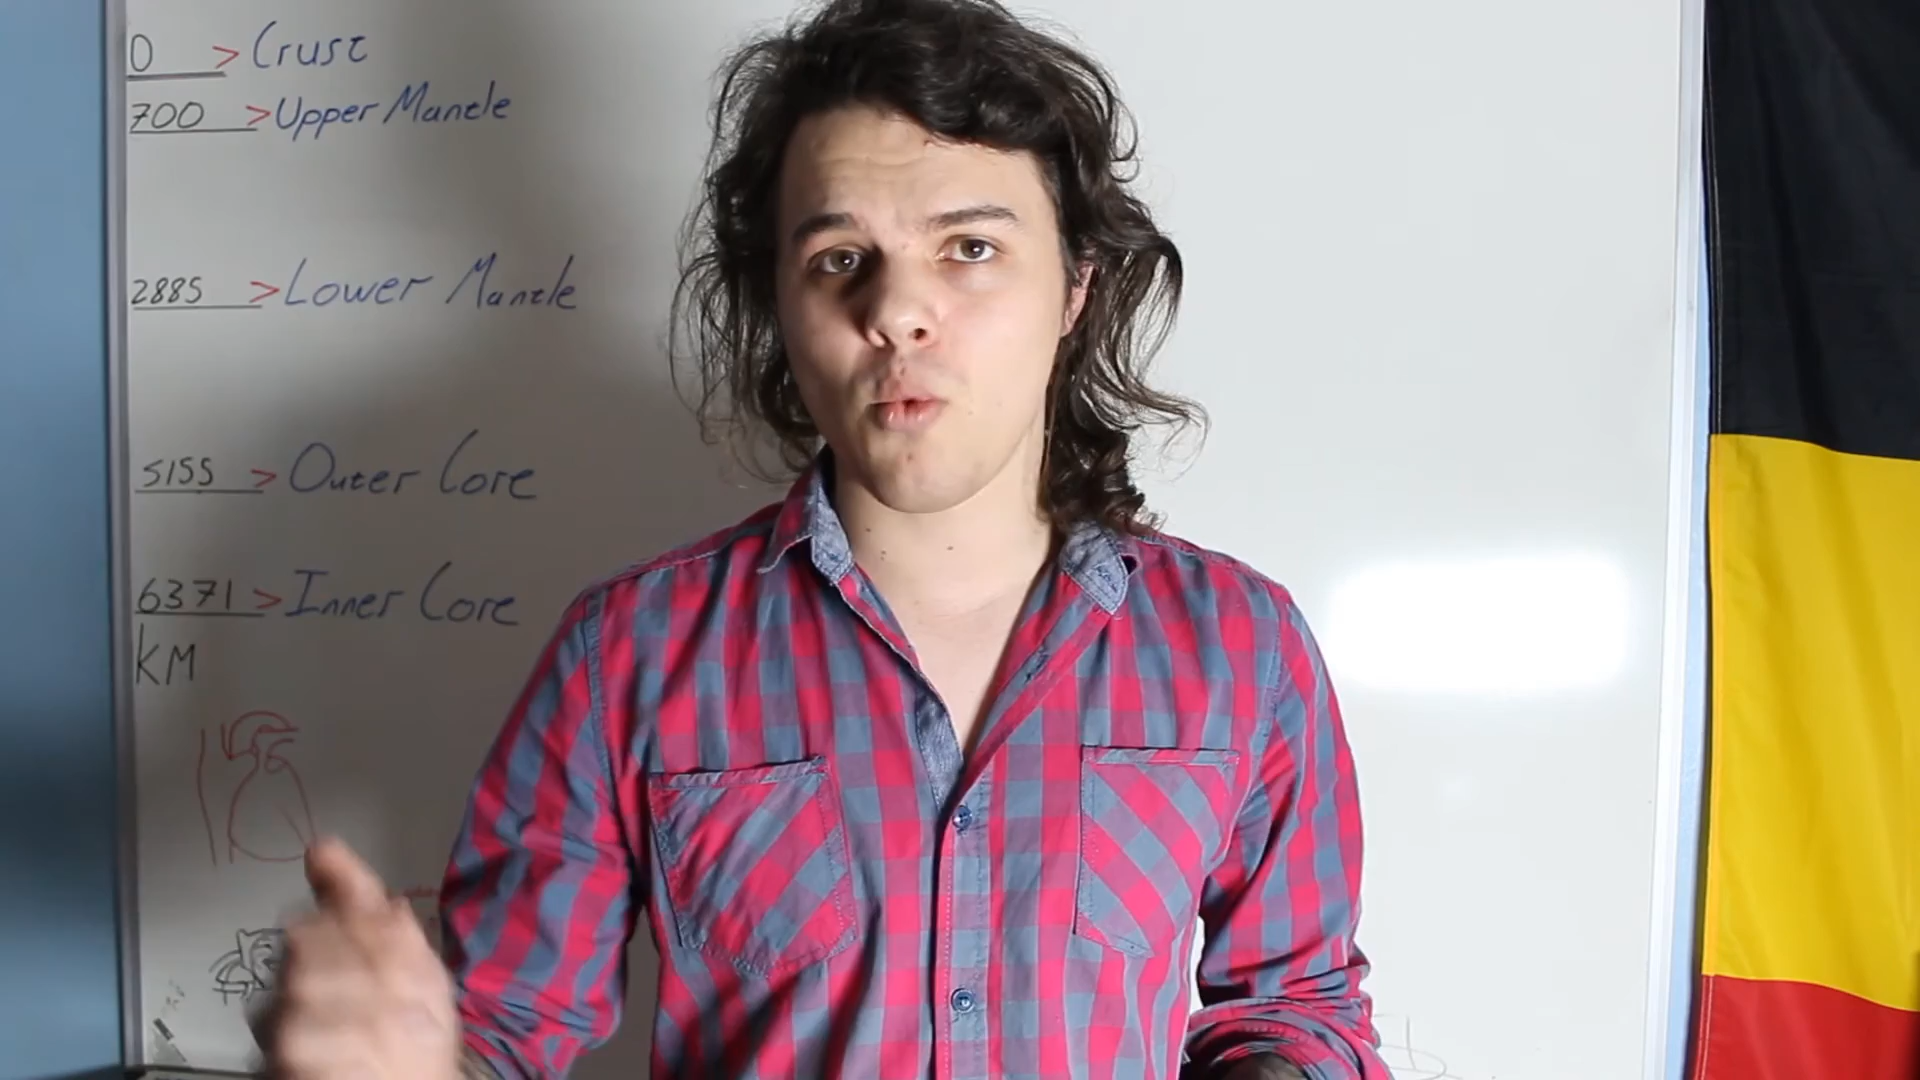 0 > Crust
700 > Upper Mantle
2885 > Lower Mantle
5155 > Outer Core
6371 > Inner Core
KM